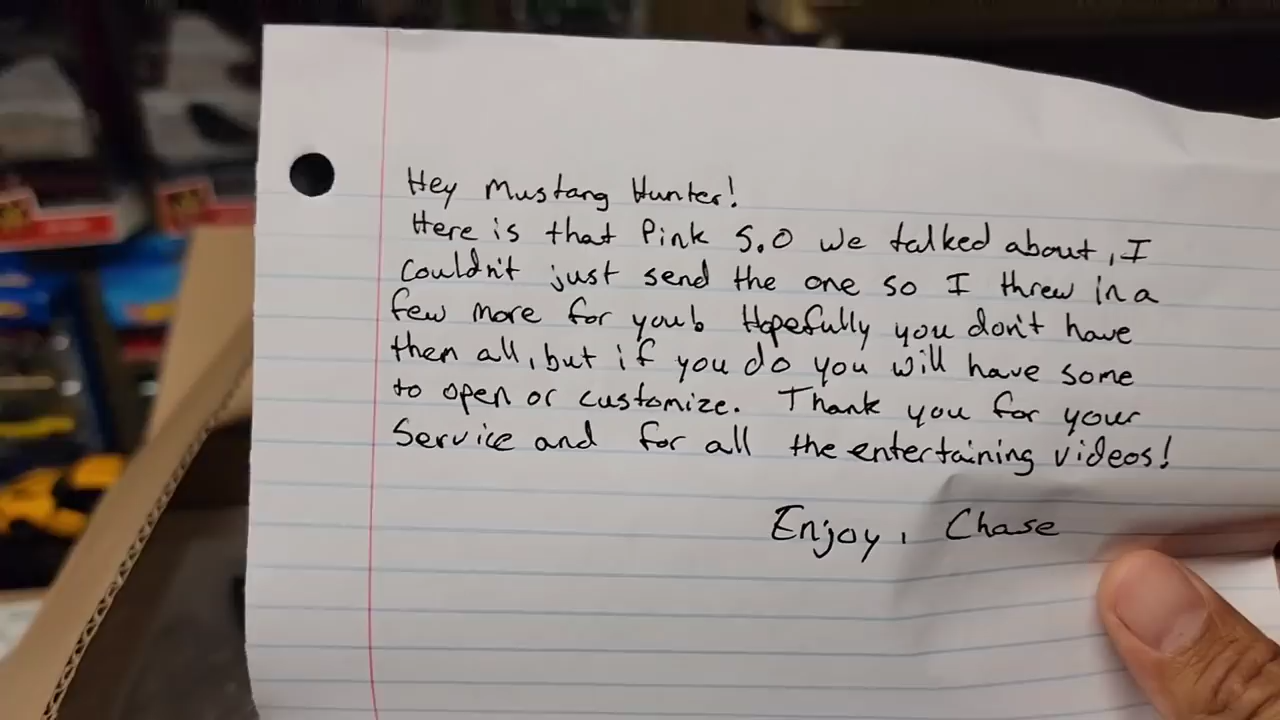 Hey Mustang Hunter!
Here is that Pink 5.0 we talked about, I
couldn't just send the one so I threw in a
few more for you! Hopefully you don't have
them all, but if you do you will have some
to open or customize. Thank you for your
Service and for all the entertaining videos!
Enjoy, Chase